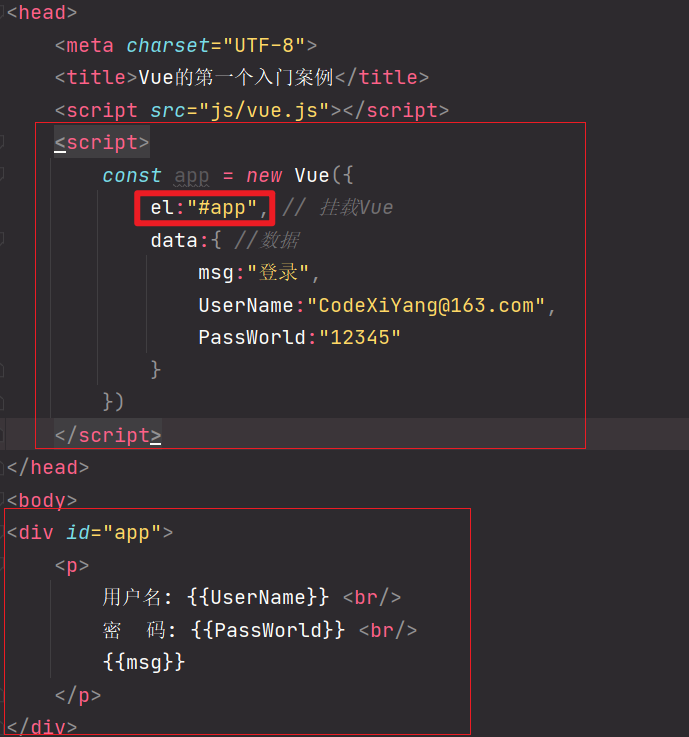 <head>
    <meta charset="UTF-8">
    <title>Vue的第一个入门案例</title>
    <script src="js/vue.js"></script>
    <script>
        const app = new Vue({
            el:"#app", // 挂载Vue
            data:{ //数据
                msg:"登录",
                UserName:"CodeXiYang@163.com",
                PassWorld:"12345"
            }
        })
    </script>
</head>
<body>
<div id="app">
    <p>
        用户名: {{UserName}} <br/>
        密  码: {{PassWorld}} <br/>
        {{msg}}
    </p>
</div>